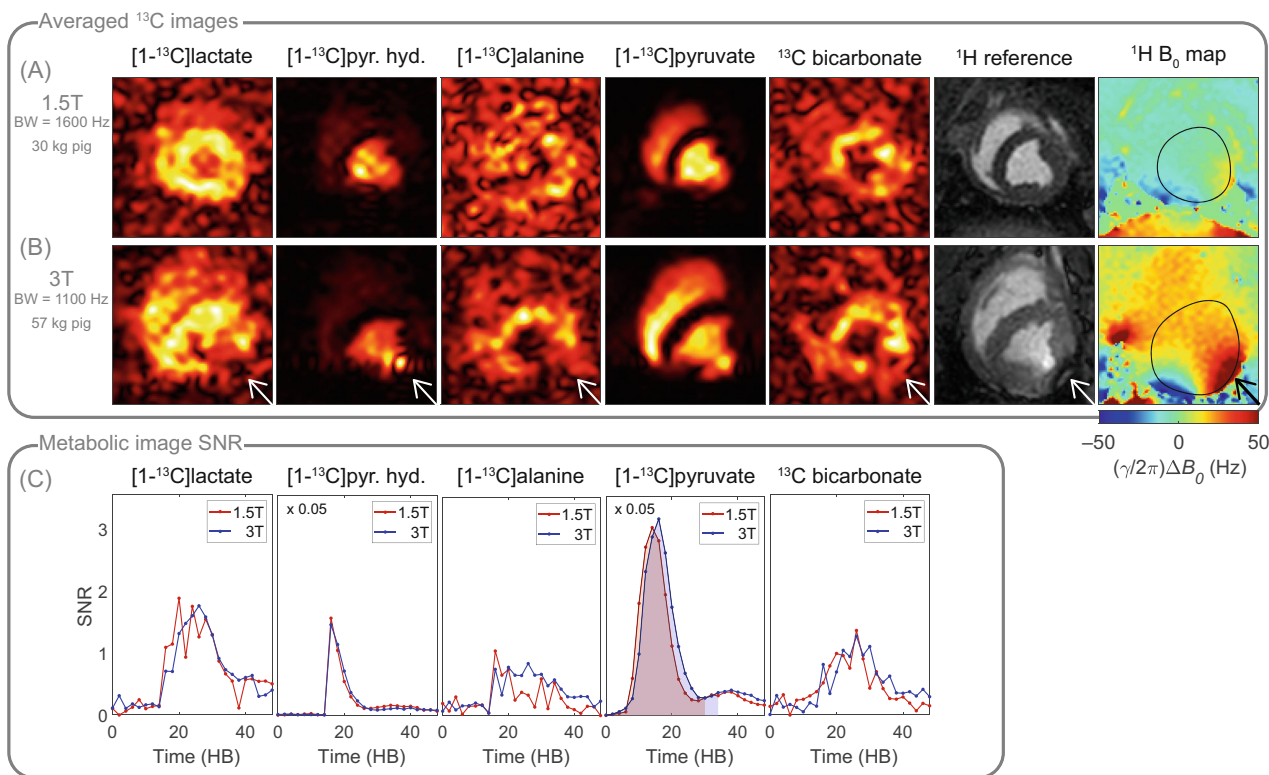 Averaged ¹³C images
[1-¹³C]lactate [1-¹³C]pyr. hyd. [1-¹³C]alanine [1-¹³C]pyruvate ¹³C bicarbonate ¹H reference ¹H B₀ map
(A)
1.5T
BW = 1600 Hz
30 kg pig
(B)
3T
BW = 1100 Hz
57 kg pig
−50 0 50
(γ/2π)ΔB₀ (Hz)
Metabolic image SNR
(C)
[1-¹³C]lactate [1-¹³C]pyr. hyd. [1-¹³C]alanine [1-¹³C]pyruvate ¹³C bicarbonate
x 0.05 x 0.05
1.5T 1.5T 1.5T 1.5T 1.5T
3T 3T 3T 3T 3T
3
2
1
0
SNR
0 20 40 0 20 40 0 20 40 0 20 40 0 20 40
Time (HB) Time (HB) Time (HB) Time (HB) Time (HB)